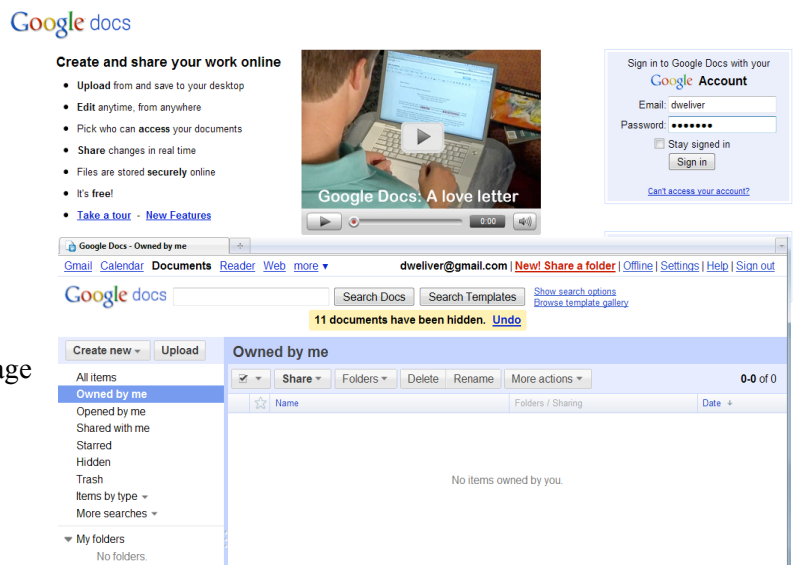 Google docs
Create and share your work online
Upload from and save to your desktop
Edit anytime, from anywhere
Pick who can access your documents
Share changes in real time
Files are stored securely online
It's free!
Take a tour - New Features
Google Docs: A love letter
0:00
Sign in to Google Docs with your
Google Account
Email: dweliver
Password: •••••••
Stay signed in
Sign in
Can't access your account?
Google Docs - Owned by me
Gmail Calendar Documents Reader Web more ▾ dweliver@gmail.com | New! Share a folder | Offline | Settings | Help | Sign out
Google docs Search Docs Search Templates Show search options
Browse template gallery
11 documents have been hidden. Undo
age
Create new Upload
All items
Owned by me
Opened by me
Shared with me
Starred
Hidden
Trash
Items by type
More searches
My folders
No folders.
Owned by me
Share Folders Delete Rename More actions 0-0 of 0
Name Folders / Sharing Date
No items owned by you.